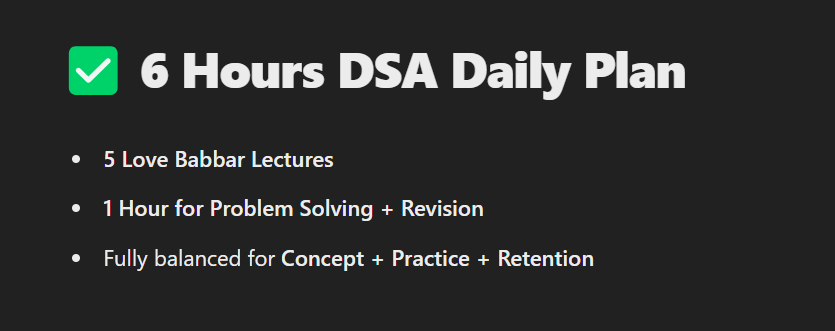 ✅ 6 Hours DSA Daily Plan
• 5 Love Babbar Lectures
• 1 Hour for Problem Solving + Revision
• Fully balanced for Concept + Practice + Retention